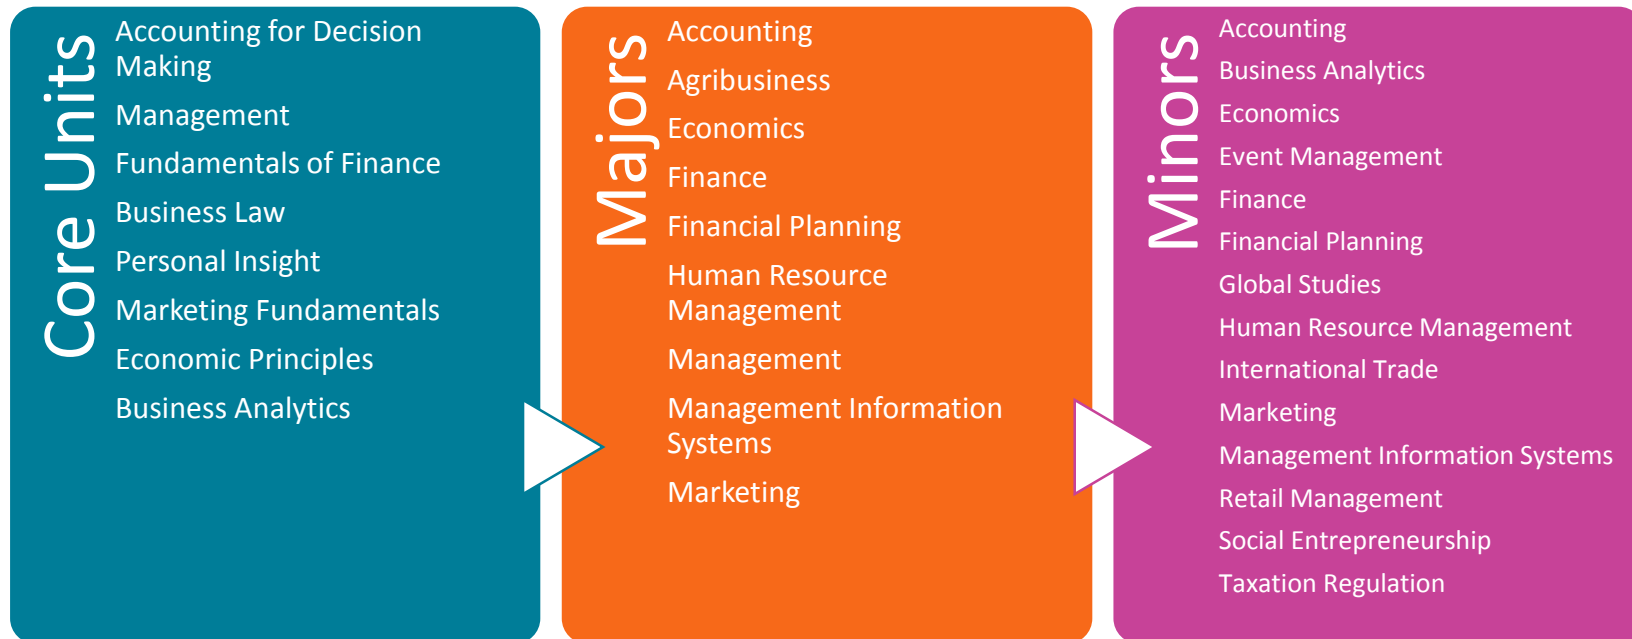 Core Units
Accounting for Decision
Making
Management
Fundamentals of Finance
Business Law
Personal Insight
Marketing Fundamentals
Economic Principles
Business Analytics
Majors
Accounting
Agribusiness
Economics
Finance
Financial Planning
Human Resource
Management
Management
Management Information
Systems
Marketing
Minors
Accounting
Business Analytics
Economics
Event Management
Finance
Financial Planning
Global Studies
Human Resource Management
International Trade
Marketing
Management Information Systems
Retail Management
Social Entrepreneurship
Taxation Regulation